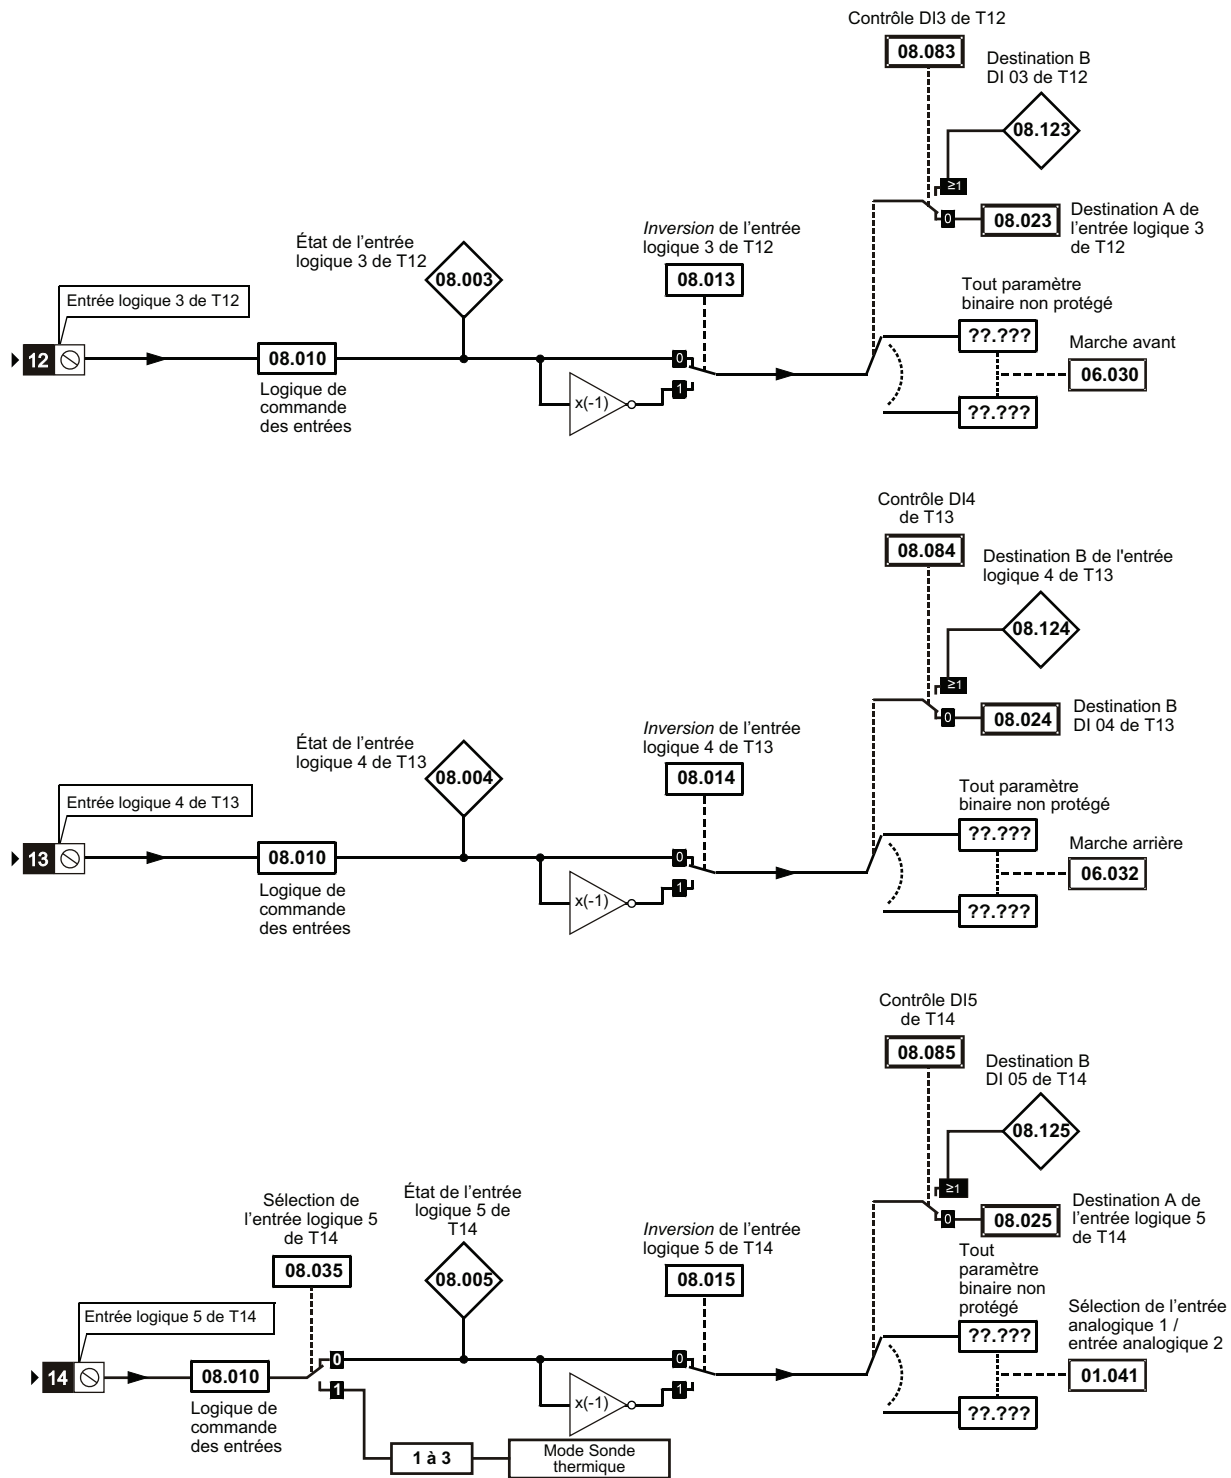 Contrôle DI3 de T12
08.083
Destination B
DI 03 de T12
08.123
≥1
0
08.023
Destination A de
l'entrée logique 3
de T12
État de l'entrée
logique 3 de T12
08.003
Inversion de l'entrée
logique 3 de T12
08.013
Tout paramètre
binaire non protégé
??.???
Marche avant
06.030
??.???
Entrée logique 3 de T12
12
08.010
Logique de
commande
des entrées
x(-1)
0
1
Contrôle DI4
de T13
08.084
Destination B de l'entrée
logique 4 de T13
08.124
≥1
0
08.024
Destination B
DI 04 de T13
État de l'entrée
logique 4 de T13
08.004
Inversion de l'entrée
logique 4 de T13
08.014
Tout paramètre
binaire non protégé
??.???
Marche arrière
06.032
??.???
Entrée logique 4 de T13
13
08.010
Logique de
commande
des entrées
x(-1)
0
1
Contrôle DI5
de T14
08.085
Destination B
DI 05 de T14
08.125
≥1
0
08.025
Destination A de
l'entrée logique 5
de T14
Sélection de
l'entrée logique 5
de T14
08.035
État de l'entrée
logique 5 de
T14
08.005
Inversion de l'entrée
logique 5 de T14
08.015
Tout
paramètre
binaire non
protégé
??.???
Sélection de l'entrée
analogique 1 /
entrée analogique 2
01.041
??.???
Entrée logique 5 de T14
14
08.010
Logique de
commande
des entrées
0
1
x(-1)
0
1
1 à 3
Mode Sonde
thermique